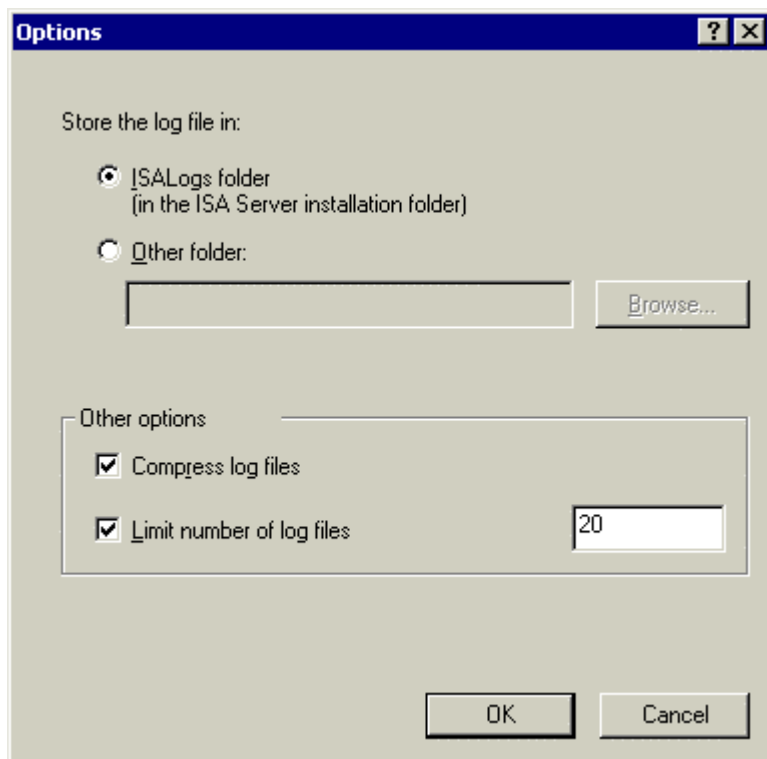 Options
Store the log file in:
ISALogs folder
(in the ISA Server installation folder)
Other folder:
Browse...
Other options
Compress log files
Limit number of log files 20
OK Cancel